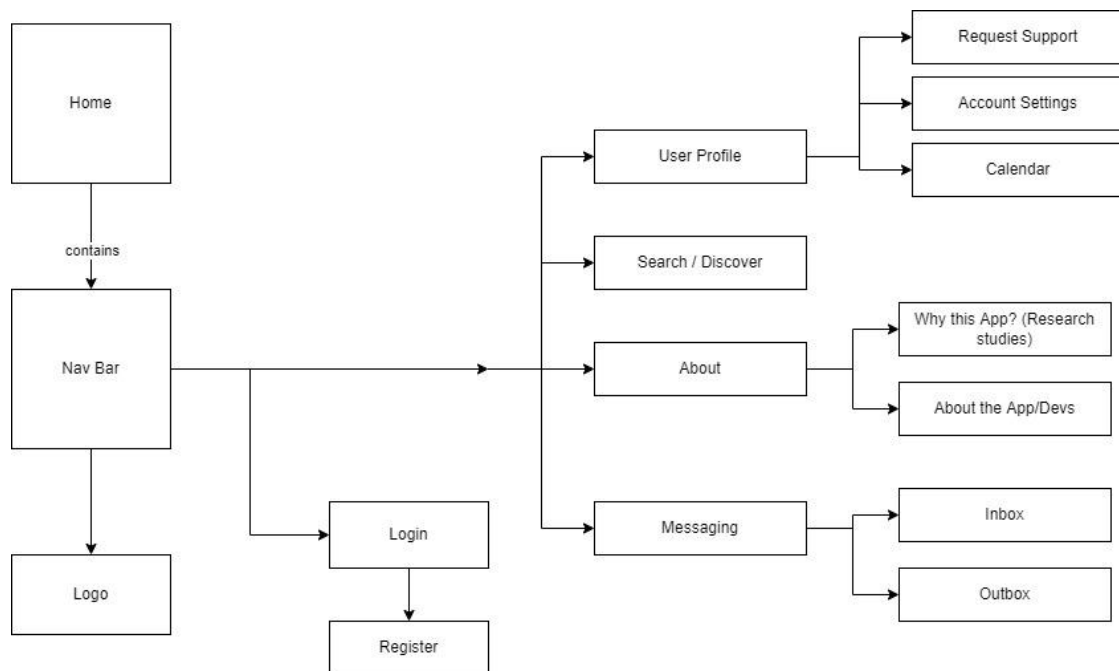 Home
contains
Nav Bar
Logo
Login
Register
User Profile
Search / Discover
About
Messaging
Request Support
Account Settings
Calendar
Why this App? (Research
studies)
About the App/Devs
Inbox
Outbox